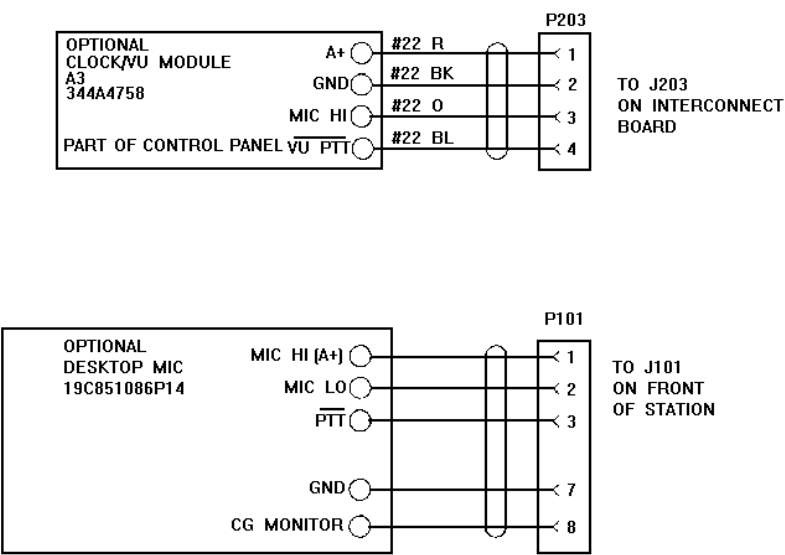 P203
OPTIONAL
CLOCK/VU MODULE
A3
344A4758
PART OF CONTROL PANEL
A+
GND
MIC HI
VU PTT
#22 R
#22 BK
#22 O
#22 BL
1
2
3
4
TO J203
ON INTERCONNECT
BOARD
P101
OPTIONAL
DESKTOP MIC
19C851086P14
MIC HI (A+)
MIC LO
PTT
GND
CG MONITOR
1
2
3
7
8
TO J101
ON FRONT
OF STATION